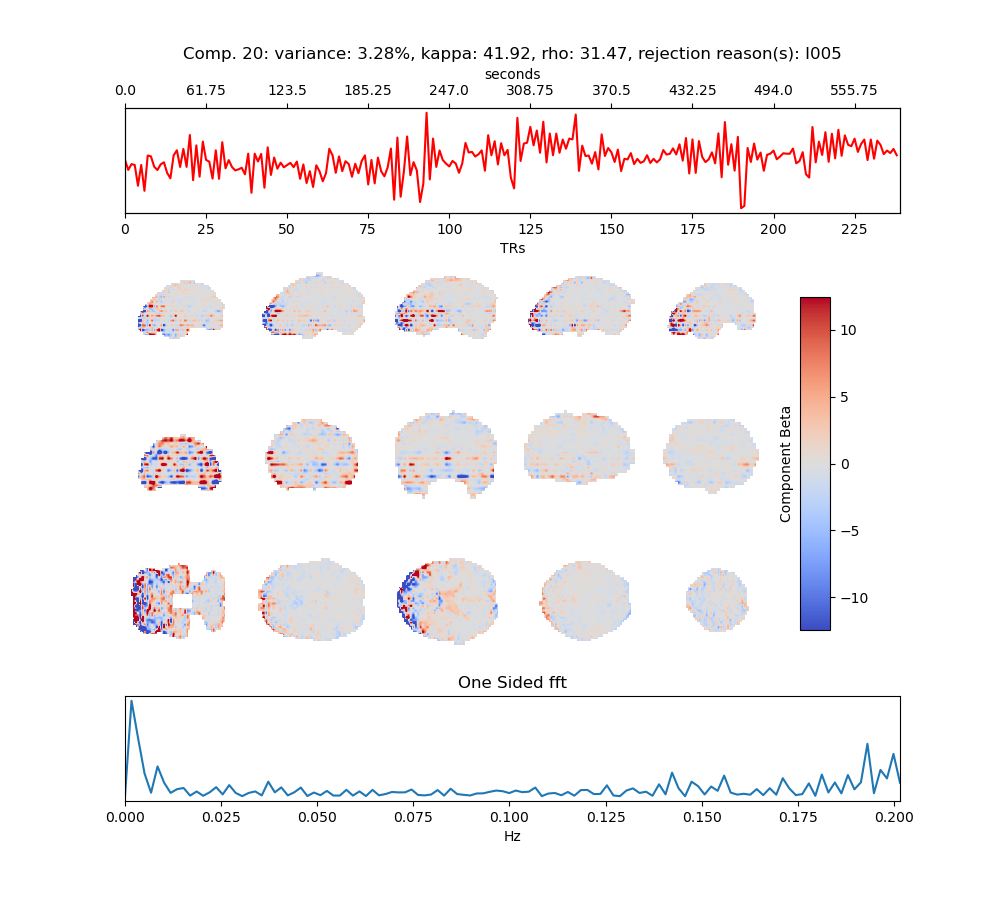 Comp. 20: variance: 3.28%, kappa: 41.92, rho: 31.47, rejection reason(s): I005
seconds
0.0 61.75 123.5 185.25 247.0 308.75 370.5 432.25 494.0 555.75
0 25 50 75 100 125 150 175 200 225
TRs
10
5
0
−5
−10
Component Beta
One Sided fft
0.000 0.025 0.050 0.075 0.100 0.125 0.150 0.175 0.200
Hz